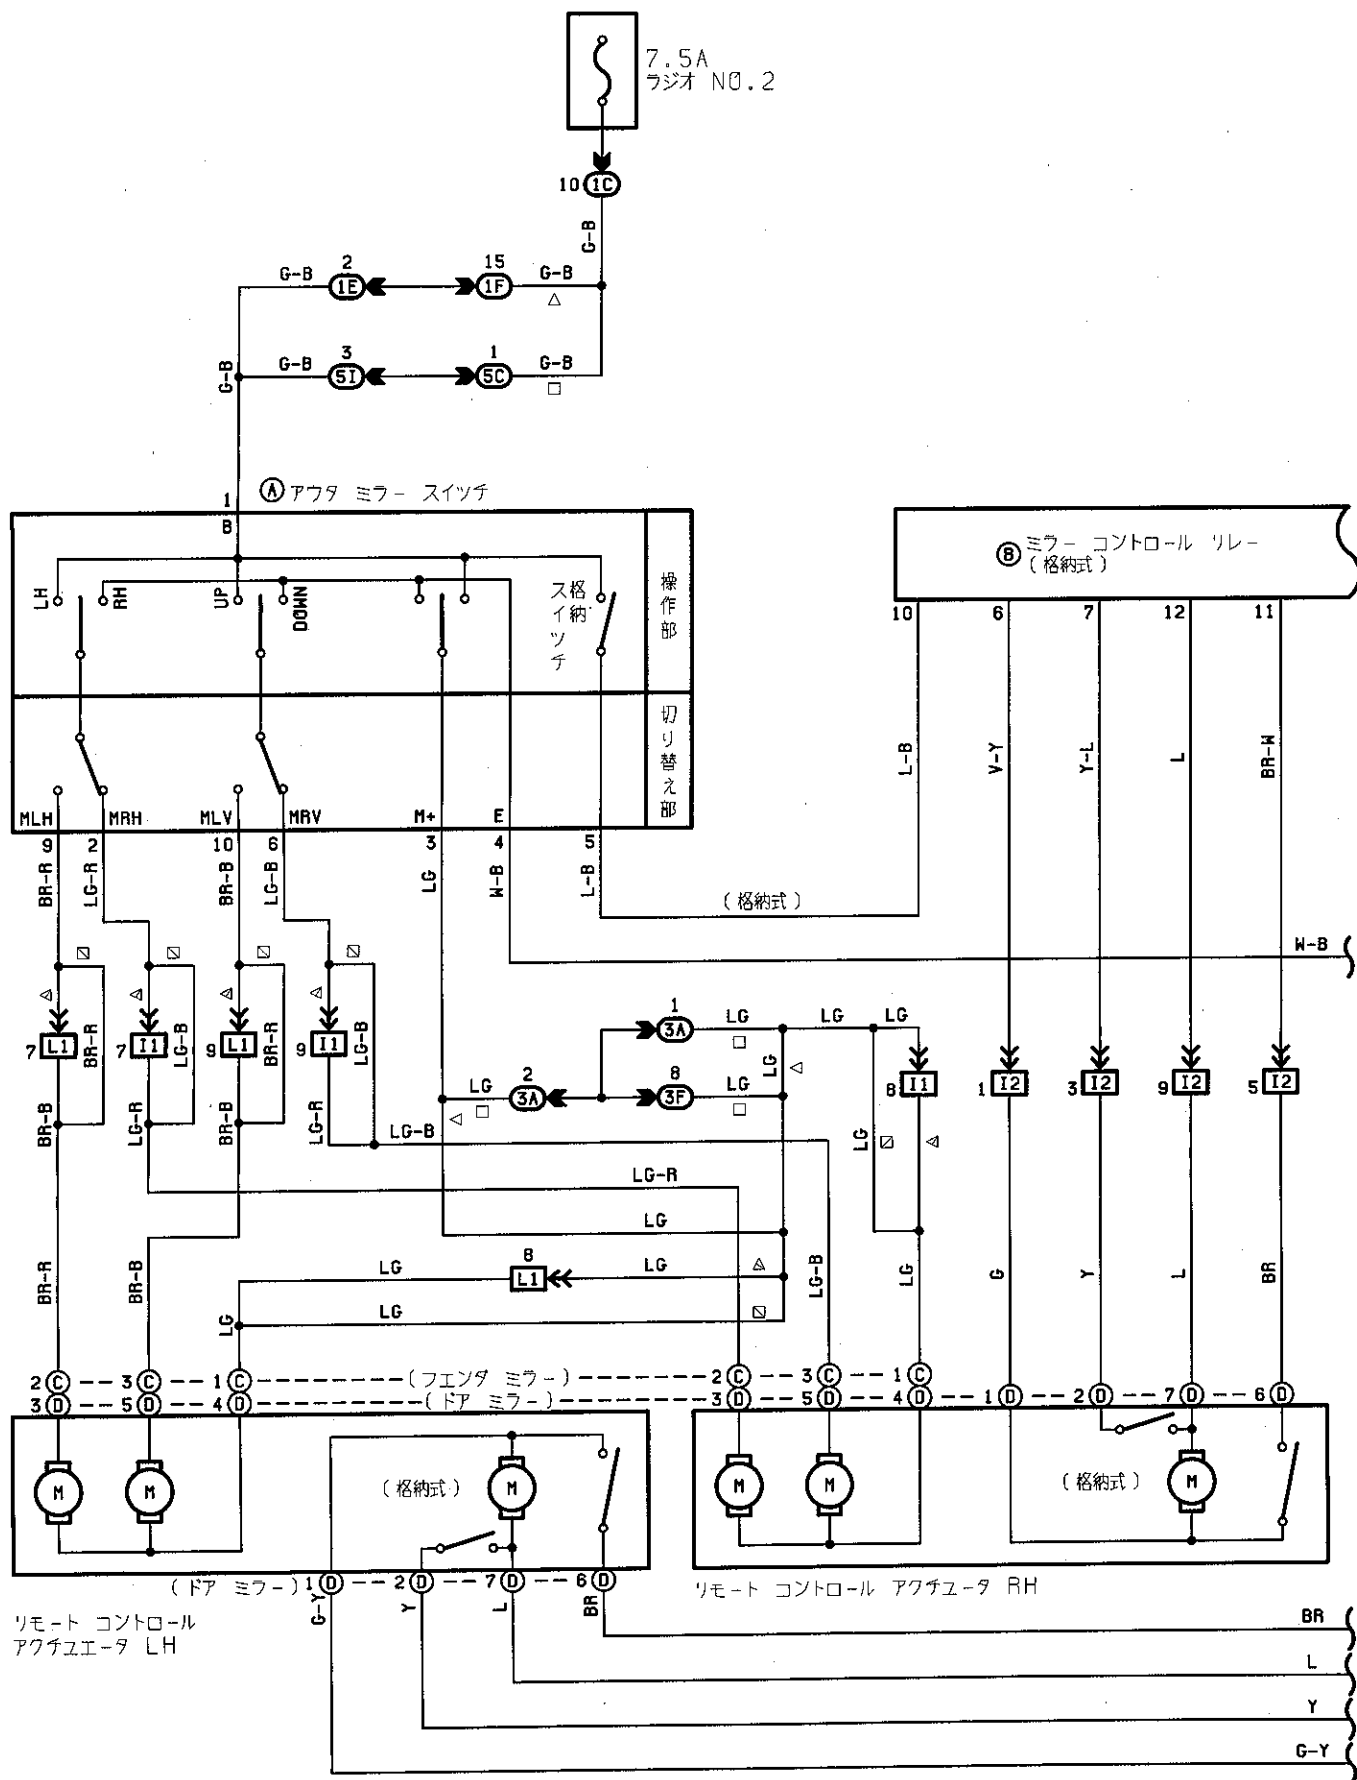 7.5A
ラジオ NO.2
10 1C
G-B
2 15
G-B 1E 1F G-B
△
3 1
G-B 5I 5C G-B
□
G-B
1 Ⓐ アウタ ミラー スイッチ
B
LH RH UP DOWN
格納スイッチ
操作部
切り替え部
MLH MRH MLV MRV M+ E
9 2 10 6 3 4 5
BR-R LG-R BR-B LG-B LG W-B L-B
Ⓑ ミラー コントロール リレー
(格納式)
10 6 7 12 11
L-B V-Y Y-L L BR-W
(格納式)
W-B
7 L1 BR-R 7 I1 LG-B 9 L1 BR-R 9 I1 LG-B
BR-B LG-R BR-B LG-R
1
3A LG LG LG
□
2 8
LG 3A 3F LG
□ □
LG
8 I1 1 I2 3 I2 9 I2 5 I2
LG-B
LG
LG-R
LG
8
LG L1 LG
LG
BR-R BR-B LG LG-B LG G Y L BR
2 C 3 C 1 C (フエンダ ミラー) 2 C 3 C 1 C
3 D 5 D 4 D (ドア ミラー) 3 D 5 D 4 D 1 D 2 D 7 D 6 D
M M (格納式) M M M (格納式) M
(ドア ミラー) 1 D 2 D 7 D 6 D
G-Y Y L BR
リモート コントロール アクチュータ RH
リモート コントロール
アクチュエータ LH
BR
L
Y
G-Y